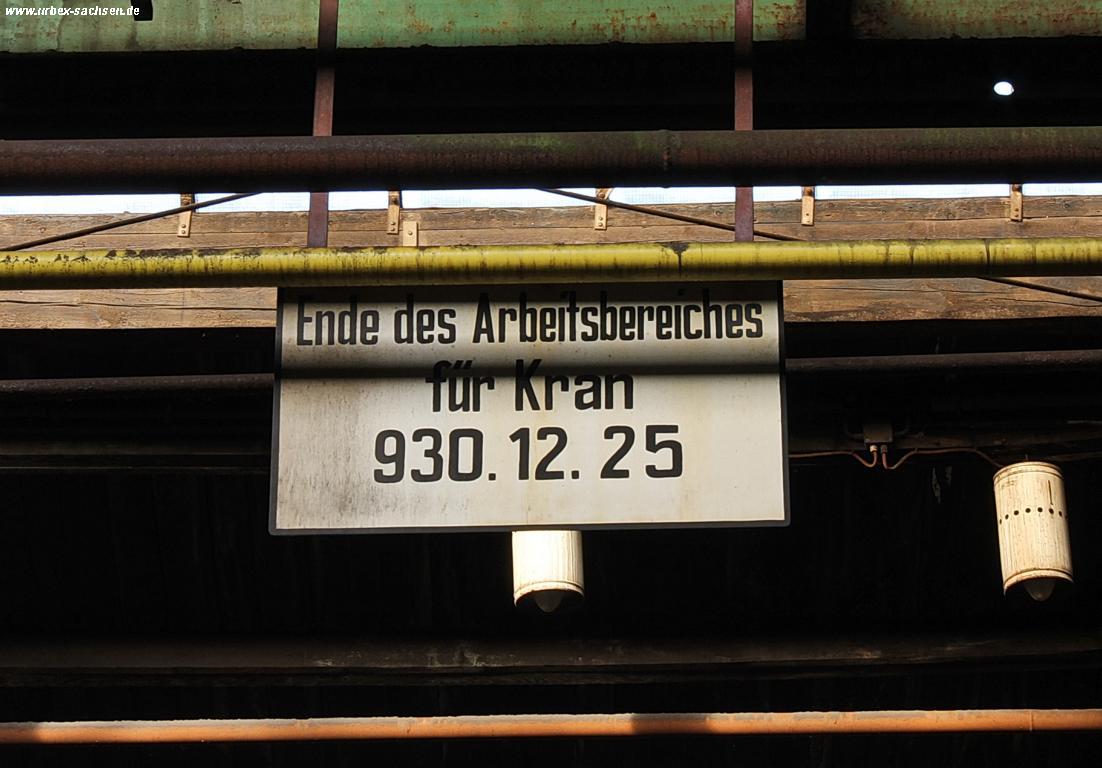 www.urbex-sachsen.de
Ende des Arbeitsbereiches
für Kran
930.12.25